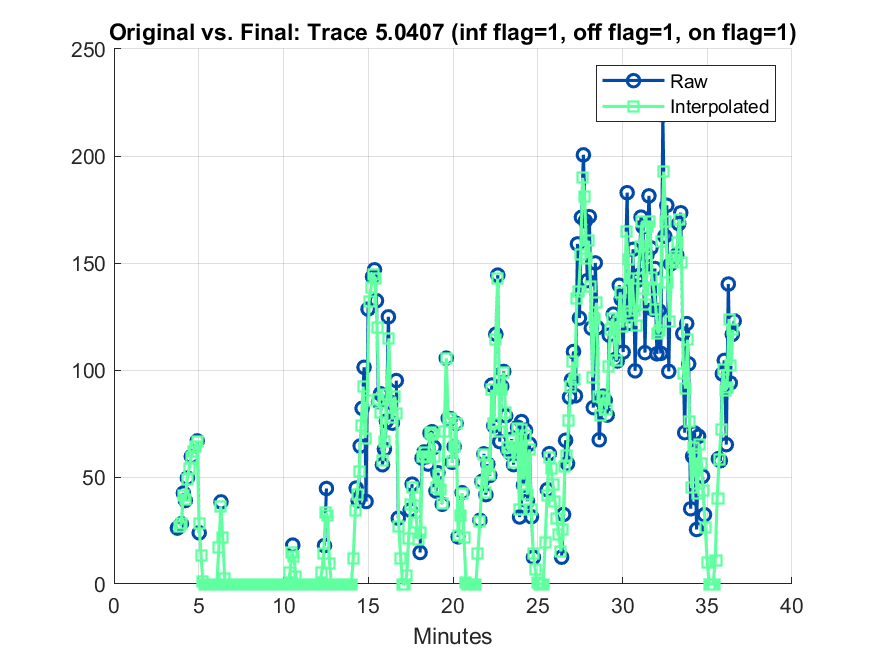 Original vs. Final: Trace 5.0407 (inf flag=1, off flag=1, on flag=1)
250
200
150
100
50
0
Raw
Interpolated
0 5 10 15 20 25 30 35 40
Minutes